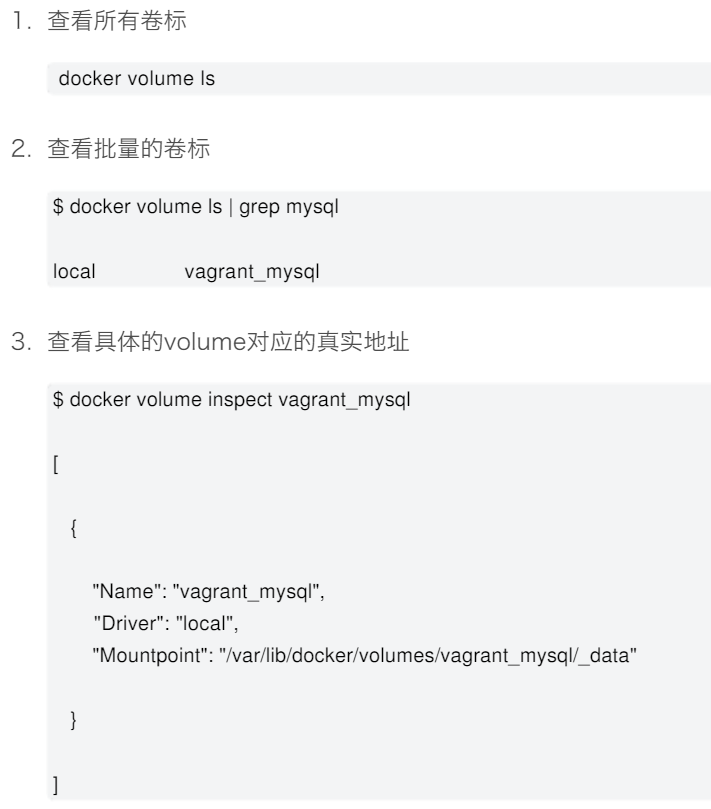 1. 查看所有卷标
docker volume ls
2. 查看批量的卷标
$ docker volume ls | grep mysql
local vagrant_mysql
3. 查看具体的volume对应的真实地址
$ docker volume inspect vagrant_mysql
[
{
"Name": "vagrant_mysql",
"Driver": "local",
"Mountpoint": "/var/lib/docker/volumes/vagrant_mysql/_data"
}
]